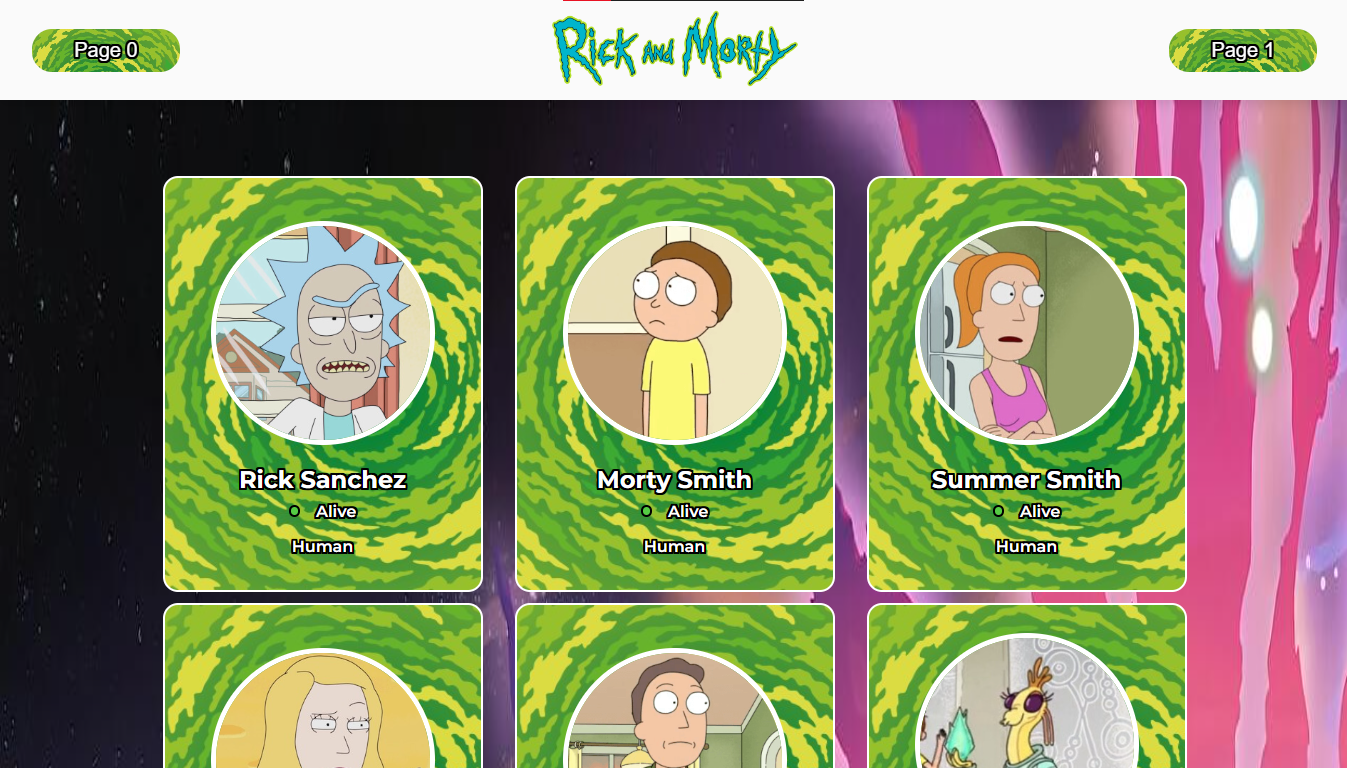 Page 0
Rick and Morty
Page 1
Rick Sanchez
Alive
Human
Morty Smith
Alive
Human
Summer Smith
Alive
Human